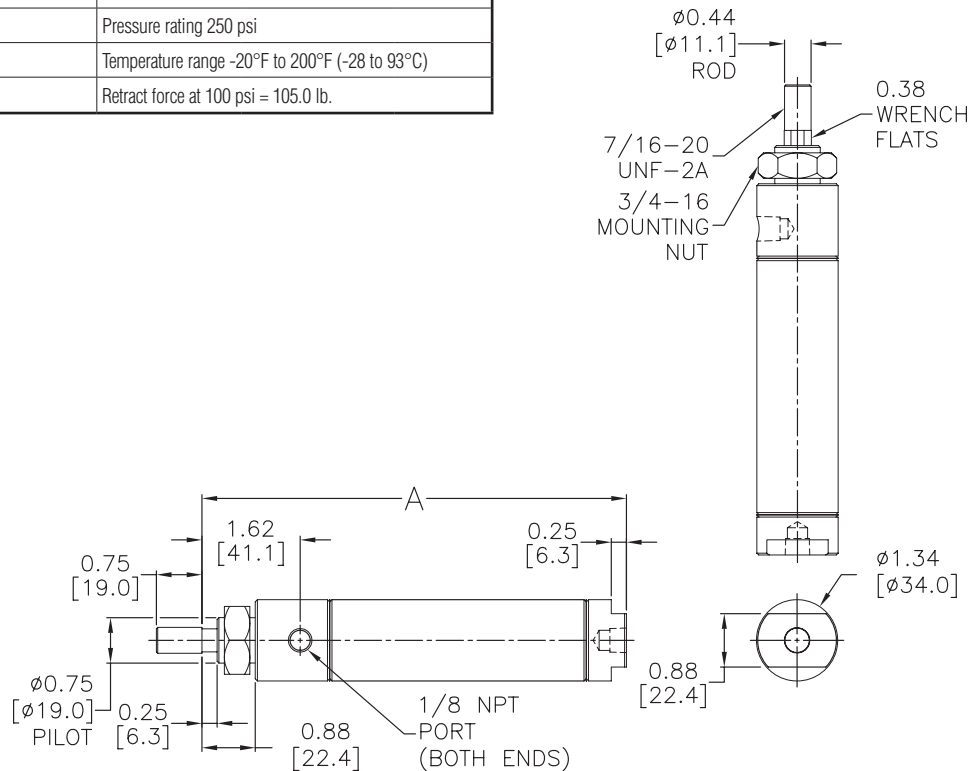 Pressure rating 250 psi
Temperature range -20°F to 200°F (-28 to 93°C)
Retract force at 100 psi = 105.0 lb.
ø0.44
[ø11.1]
ROD
0.38
WRENCH
FLATS
7/16-20
UNF-2A
3/4-16
MOUNTING
NUT
A
1.62
[41.1]
0.25
[6.3]
0.75
[19.0]
ø1.34
[ø34.0]
0.88
[22.4]
ø0.75
[ø19.0]
PILOT
0.25
[6.3]
0.88
[22.4]
1/8 NPT
PORT
(BOTH ENDS)